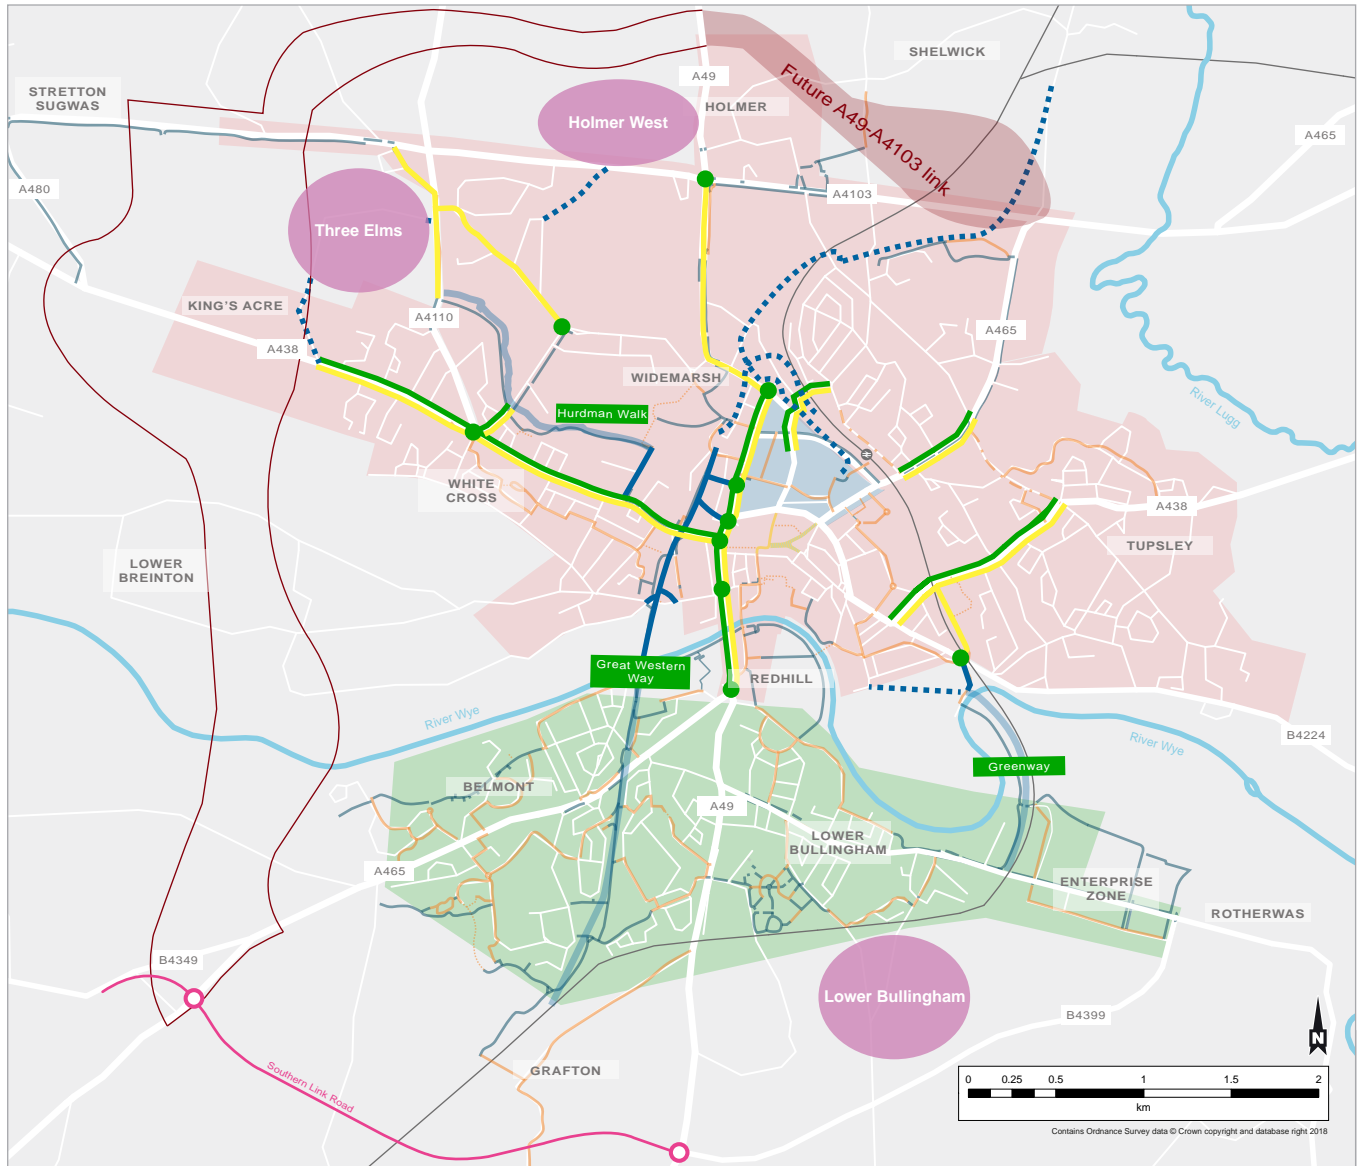 SHELWICK
A49
STRETTON
SUGWAS
HOLMER
Future A49-A4103 link
Holmer West
A465
A480
A4103
Three Elms
KING'S ACRE
A4110
A465
A438
WIDEMARSH
River Lugg
Hurdman Walk
WHITE
CROSS
A438
TUPSLEY
LOWER
BREINTON
Great Western
Way
REDHILL
River Wye
River Wye
B4224
Greenway
BELMONT
A49
LOWER
BULLINGHAM
A465
ENTERPRISE
ZONE
ROTHERWAS
B4349
Lower Bullingham
B4399
N
GRAFTON
Southern Link Road
0 0.25 0.5 1 1.5 2
km
Contains Ordnance Survey data © Crown copyright and database right 2018